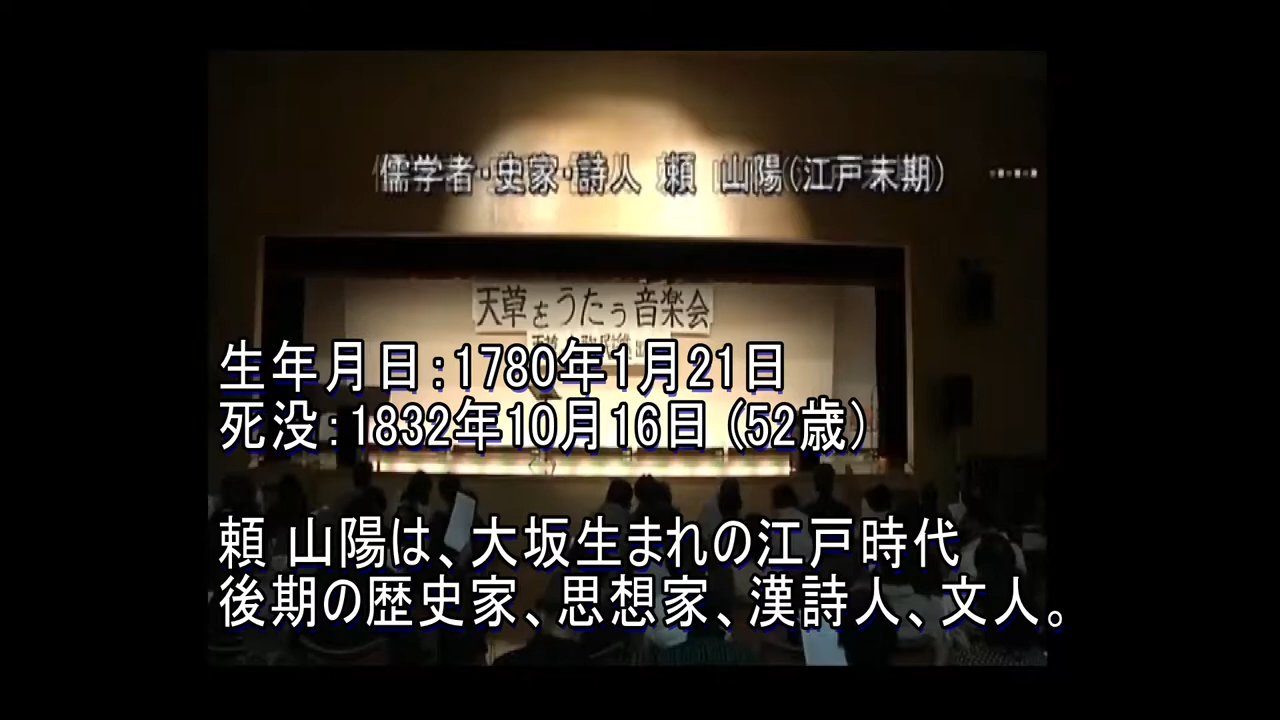 儒学者・史家・詩人 頼 山陽(江戸末期) ・・・・
天草をうたう音楽会
生年月日：1780年1月21日
死没：1832年10月16日（52歳）
頼 山陽は、大坂生まれの江戸時代
後期の歴史家、思想家、漢詩人、文人。